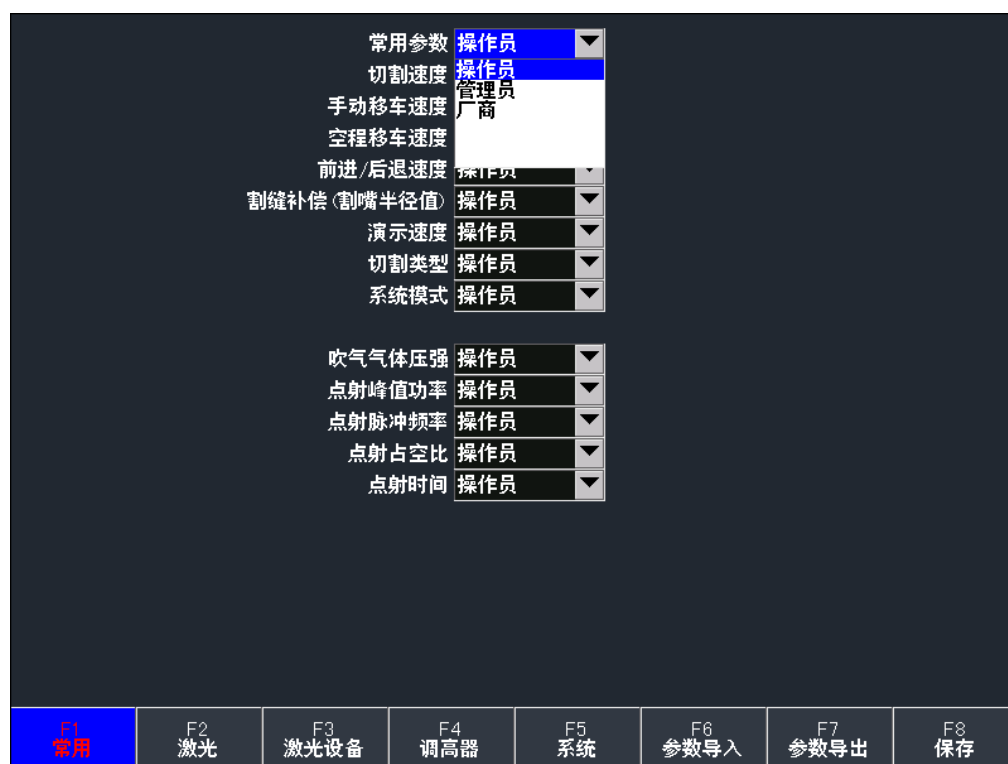 常用参数 操作员
操作员
管理员
厂商
切割速度
手动移车速度
空程移车速度
前进/后退速度 操作员
割缝补偿(割嘴半径值) 操作员
演示速度 操作员
切割类型 操作员
系统模式 操作员
吹气气体压强 操作员
点射峰值功率 操作员
点射脉冲频率 操作员
点射占空比 操作员
点射时间 操作员
F1 F2 F3 F4 F5 F6 F7 F8
常用 激光 激光设备 调高器 系统 参数导入 参数导出 保存